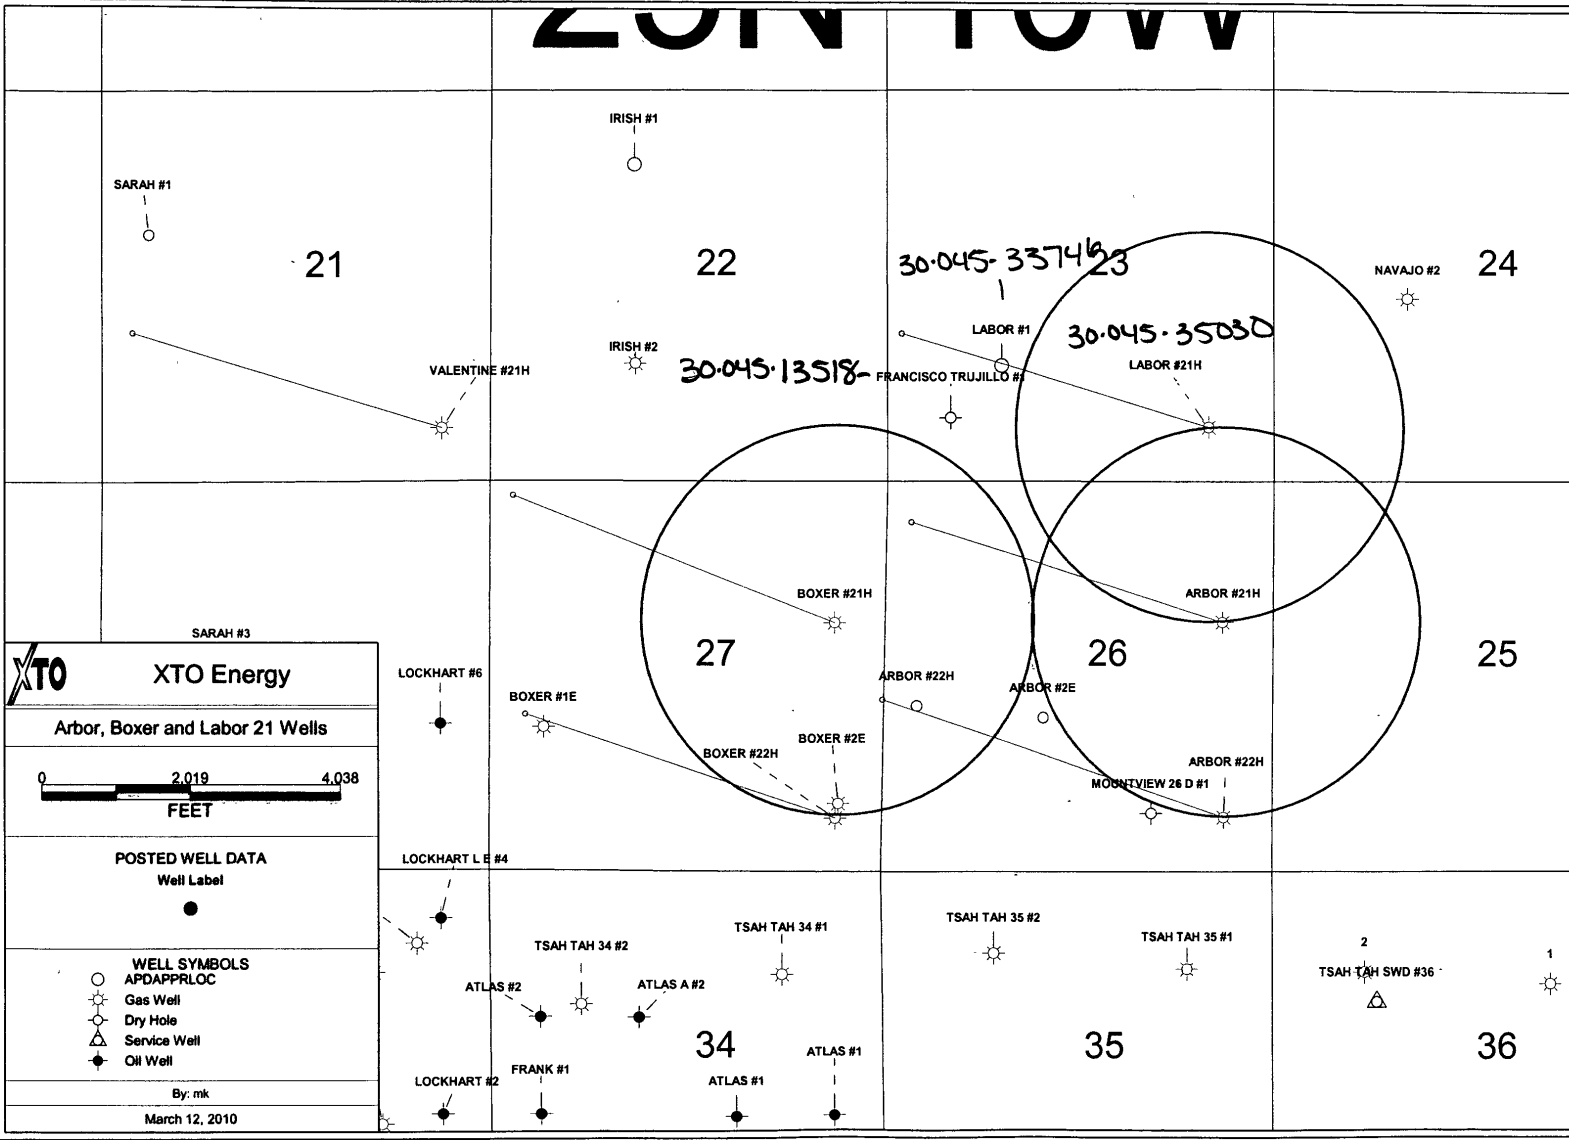 25N 10W
IRISH #1
SARAH #1
21
22
30-045-33746
23
24
NAVAJO #2
LABOR #1
30-045-35030
IRISH #2
VALENTINE #21H
30-045-13518-
FRANCISCO TRUJILLO #1
LABOR #21H
BOXER #21H
ARBOR #21H
SARAH #3
27
26
25
XTO
XTO Energy
LOCKHART #6
BOXER #1E
ARBOR #22H
ARBOR #2E
Arbor, Boxer and Labor 21 Wells
BOXER #2E
BOXER #22H
ARBOR #22H
MOUNTVIEW 26 D #1
0 2,019 4,038
FEET
POSTED WELL DATA
Well Label
LOCKHART L E #4
TSAH TAH 34 #1
TSAH TAH 35 #2
TSAH TAH 34 #2
TSAH TAH 35 #1
2
1
TSAH TAH SWD #36
WELL SYMBOLS
APDAPPRLOC
Gas Well
Dry Hole
Service Well
Oil Well
ATLAS #2
ATLAS A #2
34
35
36
ATLAS #1
FRANK #1
LOCKHART #2
ATLAS #1
By: mk
March 12, 2010